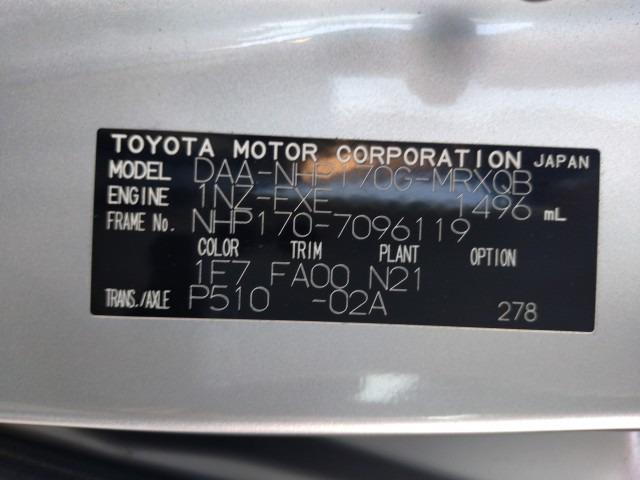 TOYOTA MOTOR CORPORATION JAPAN
MODEL DAA-NHP170G-MRXQB
ENGINE 1NZ-EXE 1496 mL
FRAME No. NHP170-7096119
COLOR TRIM PLANT OPTION
1F7 FA00 N21
TRANS./AXLE P510 -02A 278